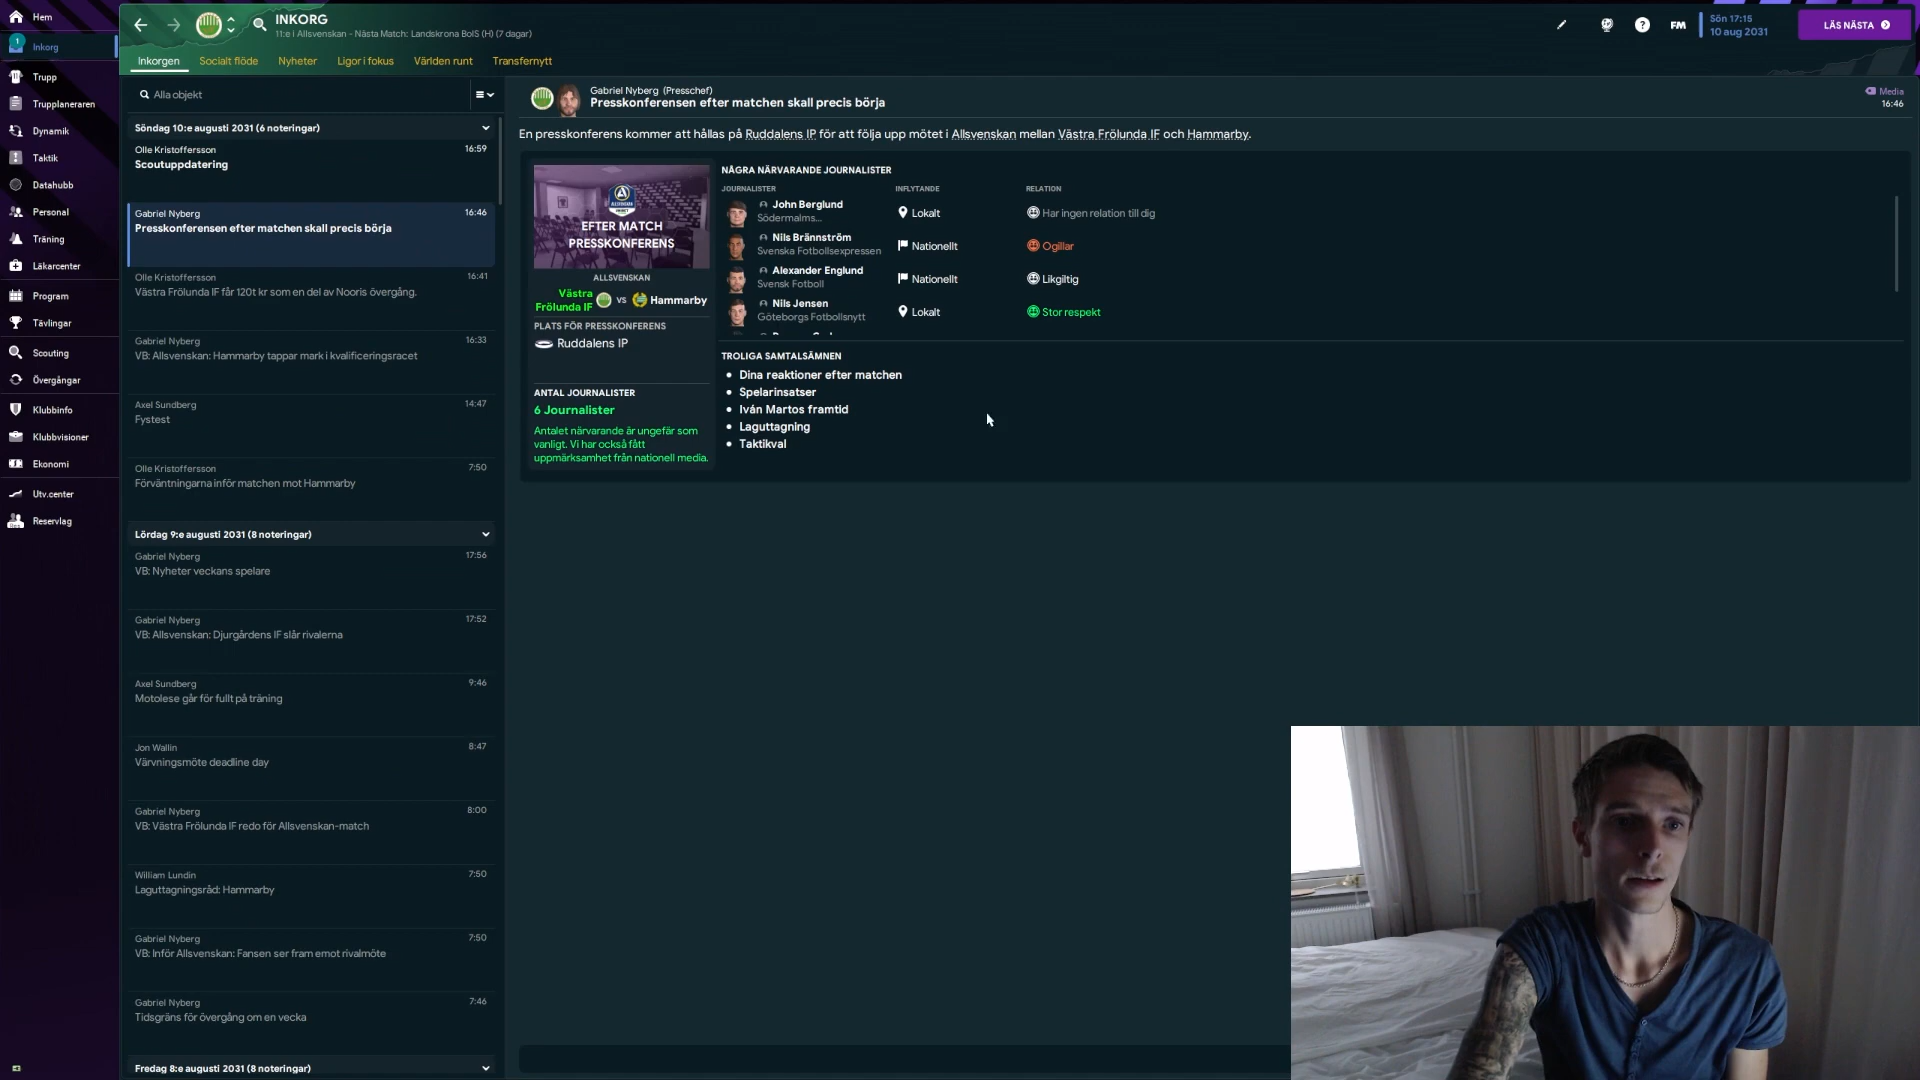 Hem
1
Inkorg
Trupp
Trupplaneraren
Dynamik
Taktik
Datahubb
Personal
Träning
Läkarcenter
Program
Tävlingar
Scouting
Övergångar
Klubbinfo
Klubbvisioner
Ekonomi
Utv.center
Reservlag
INKORG
11:e i Allsvenskan - Nästa Match: Landskrona BoIS (H) (7 dagar)
FM
Sön 17:15
10 aug 2031
LÄS NÄSTA
Inkorgen
Socialt flöde
Nyheter
Ligor i fokus
Världen runt
Transfernytt
Alla objekt
Söndag 10:e augusti 2031 (6 noteringar)
Olle Kristoffersson 16:59
Scoutuppdatering
Gabriel Nyberg 16:46
Presskonferensen efter matchen skall precis börja
Olle Kristoffersson 16:41
Västra Frölunda IF får 120t kr som en del av Nooris övergång.
Gabriel Nyberg 16:33
VB: Allsvenskan: Hammarby tappar mark i kvalificeringsracet
Axel Sundberg 14:47
Fystest
Olle Kristoffersson 7:50
Förväntningarna inför matchen mot Hammarby
Lördag 9:e augusti 2031 (8 noteringar)
Gabriel Nyberg 17:56
VB: Nyheter veckans spelare
Gabriel Nyberg 17:52
VB: Allsvenskan: Djurgårdens IF slår rivalerna
Axel Sundberg 9:46
Motolese går för fullt på träning
Jon Wallin 8:47
Värvningsmöte deadline day
Gabriel Nyberg 8:00
VB: Västra Frölunda IF redo för Allsvenskan-match
William Lundin 7:50
Laguttagningsråd: Hammarby
Gabriel Nyberg 7:50
VB: Inför Allsvenskan: Fansen ser fram emot rivalmöte
Gabriel Nyberg 7:46
Tidsgräns för övergång om en vecka
Fredag 8:e augusti 2031 (8 noteringar)
Gabriel Nyberg (Presschef)
Presskonferensen efter matchen skall precis börja
Media
16:46
En presskonferens kommer att hållas på Ruddalens IP för att följa upp mötet i Allsvenskan mellan Västra Frölunda IF och Hammarby.
EFTER MATCH
PRESSKONFERENS
ALLSVENSKAN
Västra
Frölunda IF vs Hammarby
PLATS FÖR PRESSKONFERENS
Ruddalens IP
ANTAL JOURNALISTER
6 Journalister
Antalet närvarande är ungefär som
vanligt. Vi har också fått
uppmärksamhet från nationell media.
NÅGRA NÄRVARANDE JOURNALISTER
JOURNALISTER INFLYTANDE RELATION
John Berglund
Södermalms...
Lokalt
Har ingen relation till dig
Nils Brännström
Svenska Fotbollsexpressen
Nationellt
Ogillar
Alexander Englund
Svensk Fotboll
Nationellt
Likgiltig
Nils Jensen
Göteborgs Fotbollsnytt
Lokalt
Stor respekt
TROLIGA SAMTALSÄMNEN
Dina reaktioner efter matchen
Spelarinsatser
Iván Martos framtid
Laguttagning
Taktikval